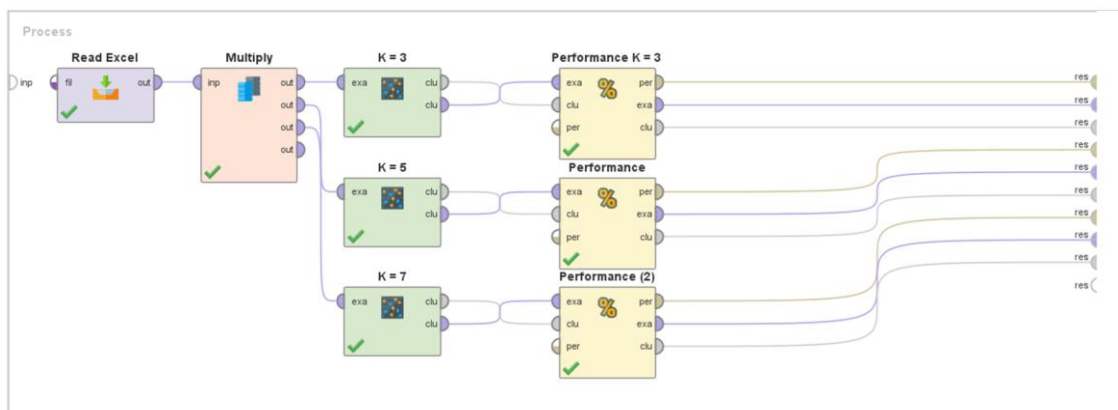 Process
Read Excel
Multiply
K = 3
Performance K = 3
inp
fil
out
inp
out
out
out
out
exa
clu
clu
exa
clu
per
per
exa
clu
res
res
res
K = 5
Performance
exa
clu
clu
exa
clu
per
per
exa
clu
res
res
res
K = 7
Performance (2)
exa
clu
clu
exa
clu
per
per
exa
clu
res
res
res
res